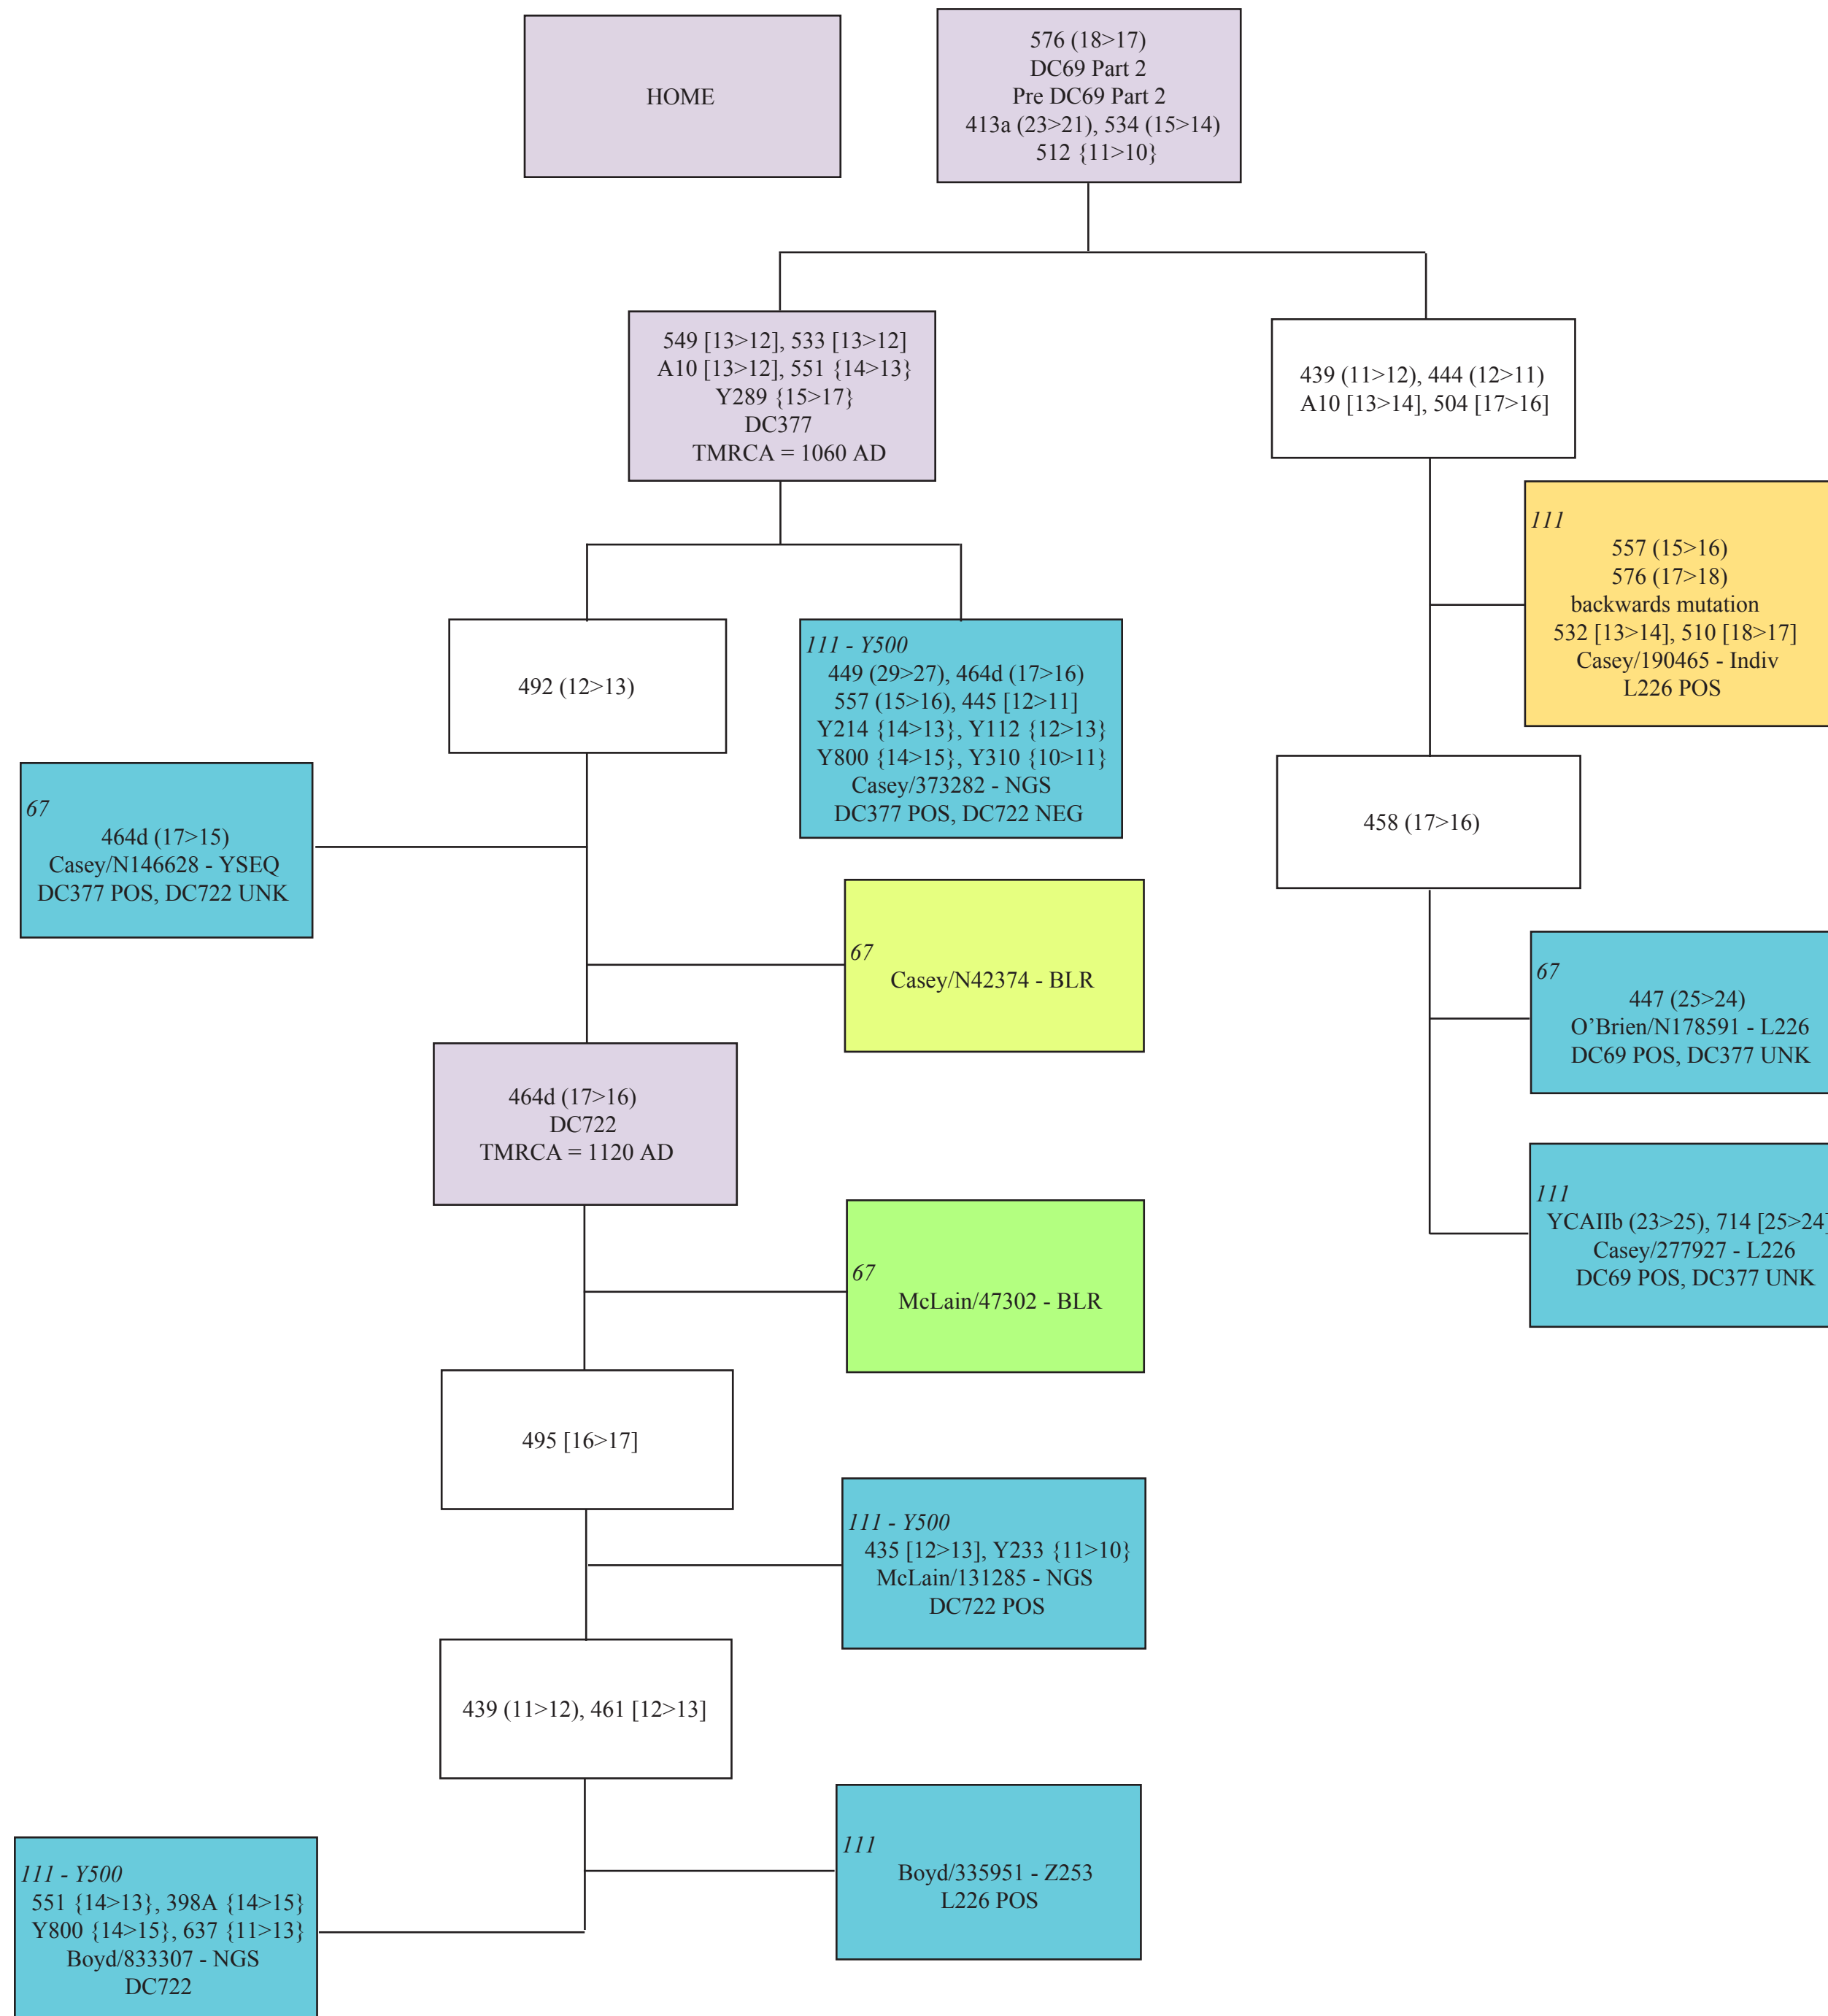 HOME
576 (18>17)
DC69 Part 2
Pre DC69 Part 2
413a (23>21), 534 (15>14)
512 {11>10}
549 [13>12], 533 [13>12]
A10 [13>12], 551 {14>13}
Y289 {15>17}
DC377
TMRCA = 1060 AD
439 (11>12), 444 (12>11)
A10 [13>14], 504 [17>16]
111
557 (15>16)
576 (17>18)
backwards mutation
532 [13>14], 510 [18>17]
Casey/190465 - Indiv
L226 POS
492 (12>13)
111 - Y500
449 (29>27), 464d (17>16)
557 (15>16), 445 [12>11]
Y214 {14>13}, Y112 {12>13}
Y800 {14>15}, Y310 {10>11}
Casey/373282 - NGS
DC377 POS, DC722 NEG
67
464d (17>15)
Casey/N146628 - YSEQ
DC377 POS, DC722 UNK
458 (17>16)
67
Casey/N42374 - BLR
67
447 (25>24)
O’Brien/N178591 - L226
DC69 POS, DC377 UNK
464d (17>16)
DC722
TMRCA = 1120 AD
111
YCAIIb (23>25), 714 [25>24]
Casey/277927 - L226
DC69 POS, DC377 UNK
67
McLain/47302 - BLR
495 [16>17]
111 - Y500
435 [12>13], Y233 {11>10}
McLain/131285 - NGS
DC722 POS
439 (11>12), 461 [12>13]
111
Boyd/335951 - Z253
L226 POS
111 - Y500
551 {14>13}, 398A {14>15}
Y800 {14>15}, 637 {11>13}
Boyd/833307 - NGS
DC722